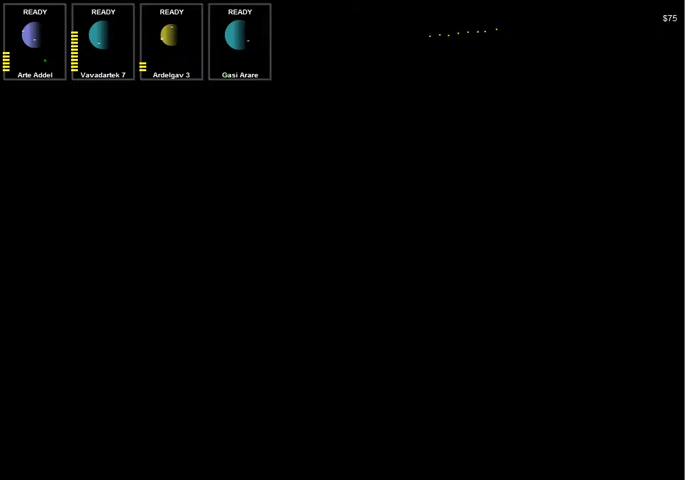 READY
Arte Addel
READY
Vavadartek 7
READY
Ardelgav 3
READY
Gasi Arare
$75